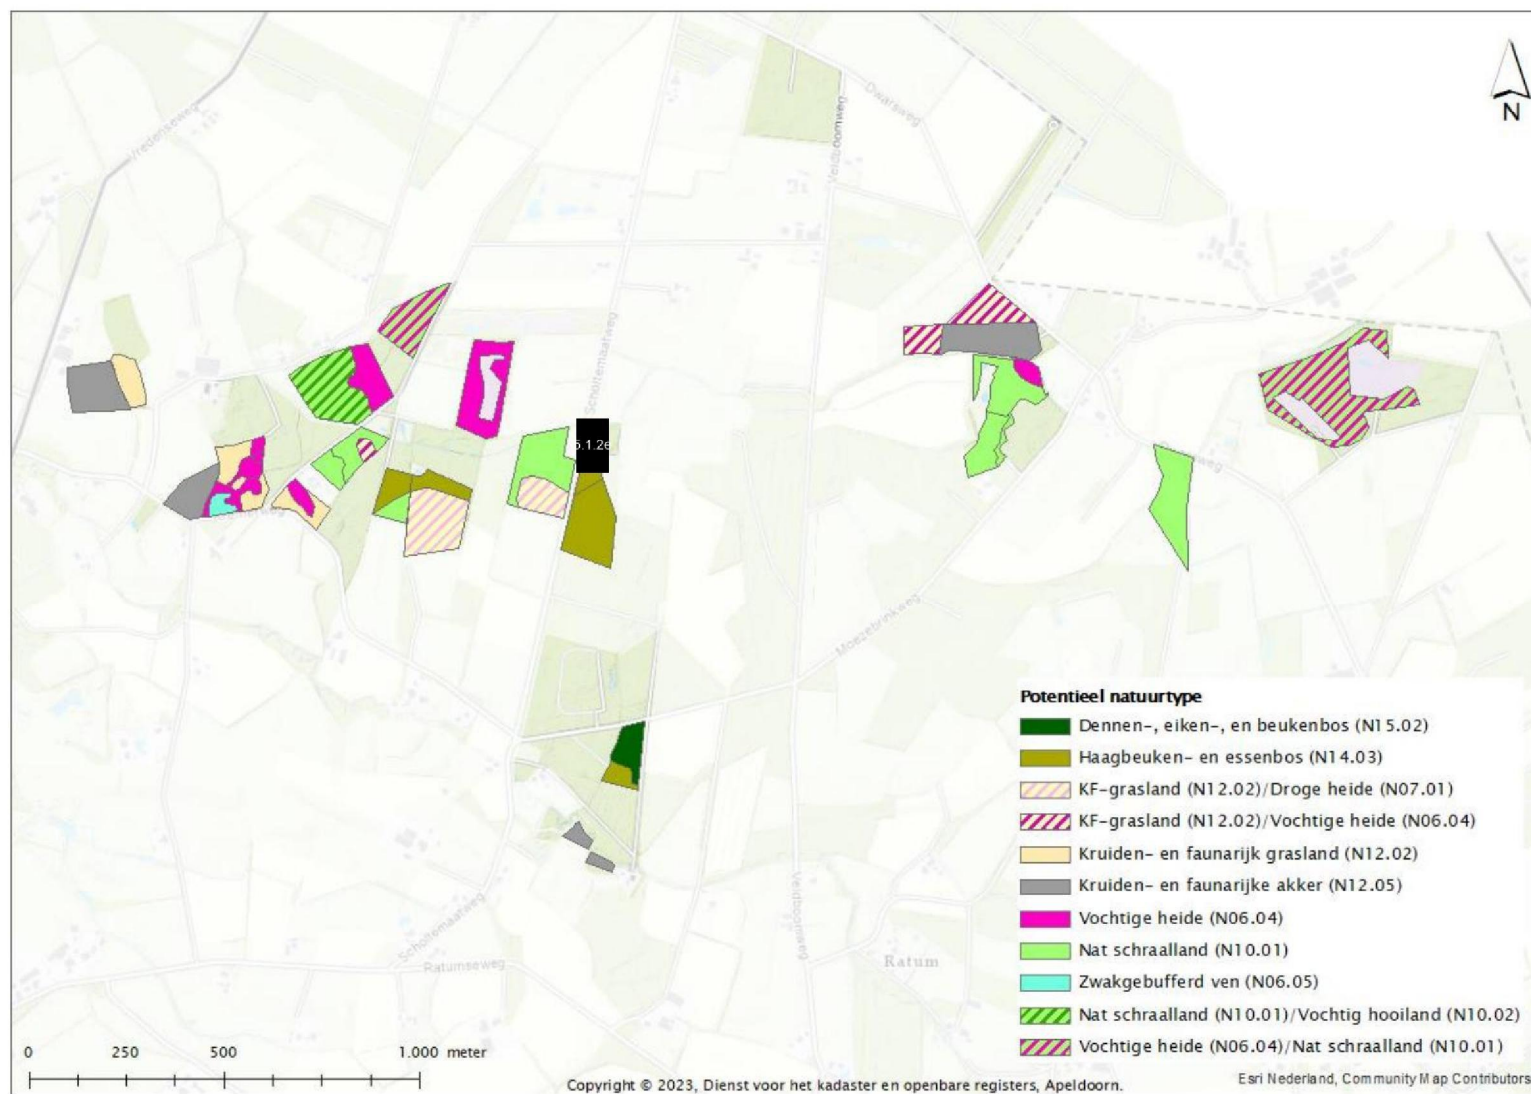 N
Vredenseweg
Dwarsweg
Veldboomweg
Scholtemaatweg
5.1.2e
Moezebrinkweg
Scholtemaatweg
Veldboomweg
Ratumseweg
Ratum
Potentieel natuurtype
Dennen-, eiken-, en beukenbos (N15.02)
Haagbeuken- en essenbos (N14.03)
KF-grasland (N12.02)/Droge heide (N07.01)
KF-grasland (N12.02)/Vochtige heide (N06.04)
Kruiden- en faunarijk grasland (N12.02)
Kruiden- en faunarijke akker (N12.05)
Vochtige heide (N06.04)
Nat schraalland (N10.01)
Zwakgebufferd ven (N06.05)
Nat schraalland (N10.01)/Vochtig hooiland (N10.02)
Vochtige heide (N06.04)/Nat schraalland (N10.01)
0 250 500 1.000 meter
Copyright © 2023, Dienst voor het kadaster en openbare registers, Apeldoorn.
Esri Nederland, Community Map Contributors